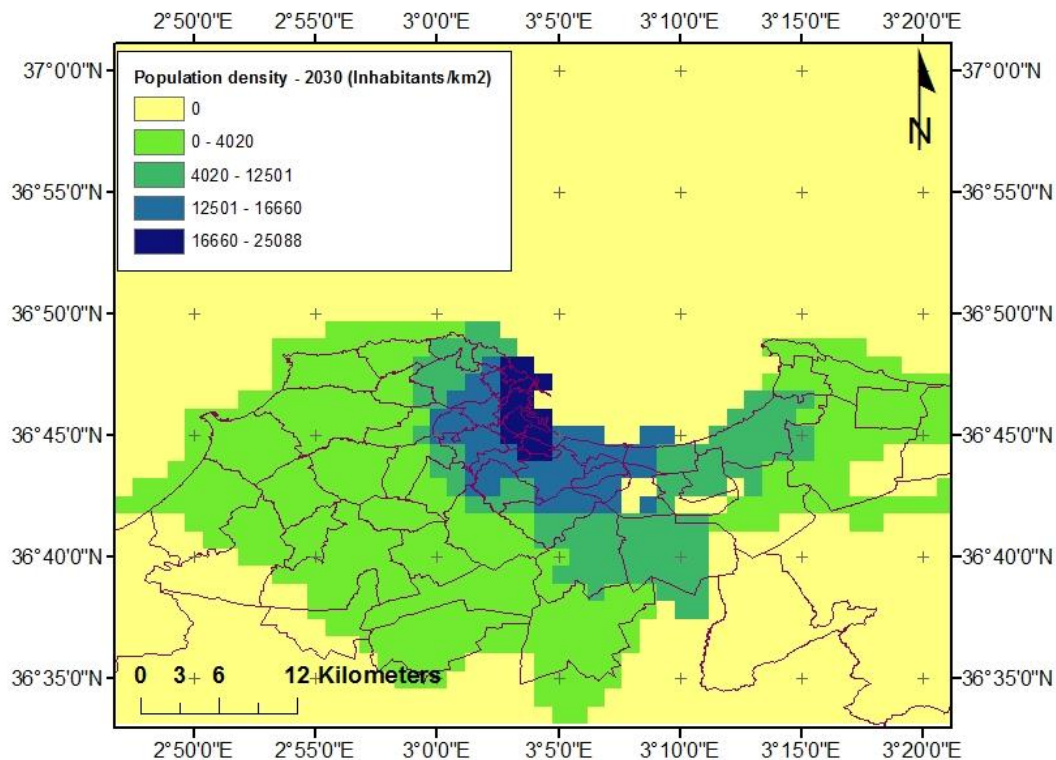 2°50'0"E 2°55'0"E 3°0'0"E 3°5'0"E 3°10'0"E 3°15'0"E 3°20'0"E
Population density - 2030 (Inhabitants/km2)
0
0 - 4020
4020 - 12501
12501 - 16660
16660 - 25088
N
37°0'0"N 37°0'0"N
36°55'0"N 36°55'0"N
36°50'0"N 36°50'0"N
36°45'0"N 36°45'0"N
36°40'0"N 36°40'0"N
36°35'0"N 36°35'0"N
0 3 6 12 Kilometers
2°50'0"E 2°55'0"E 3°0'0"E 3°5'0"E 3°10'0"E 3°15'0"E 3°20'0"E